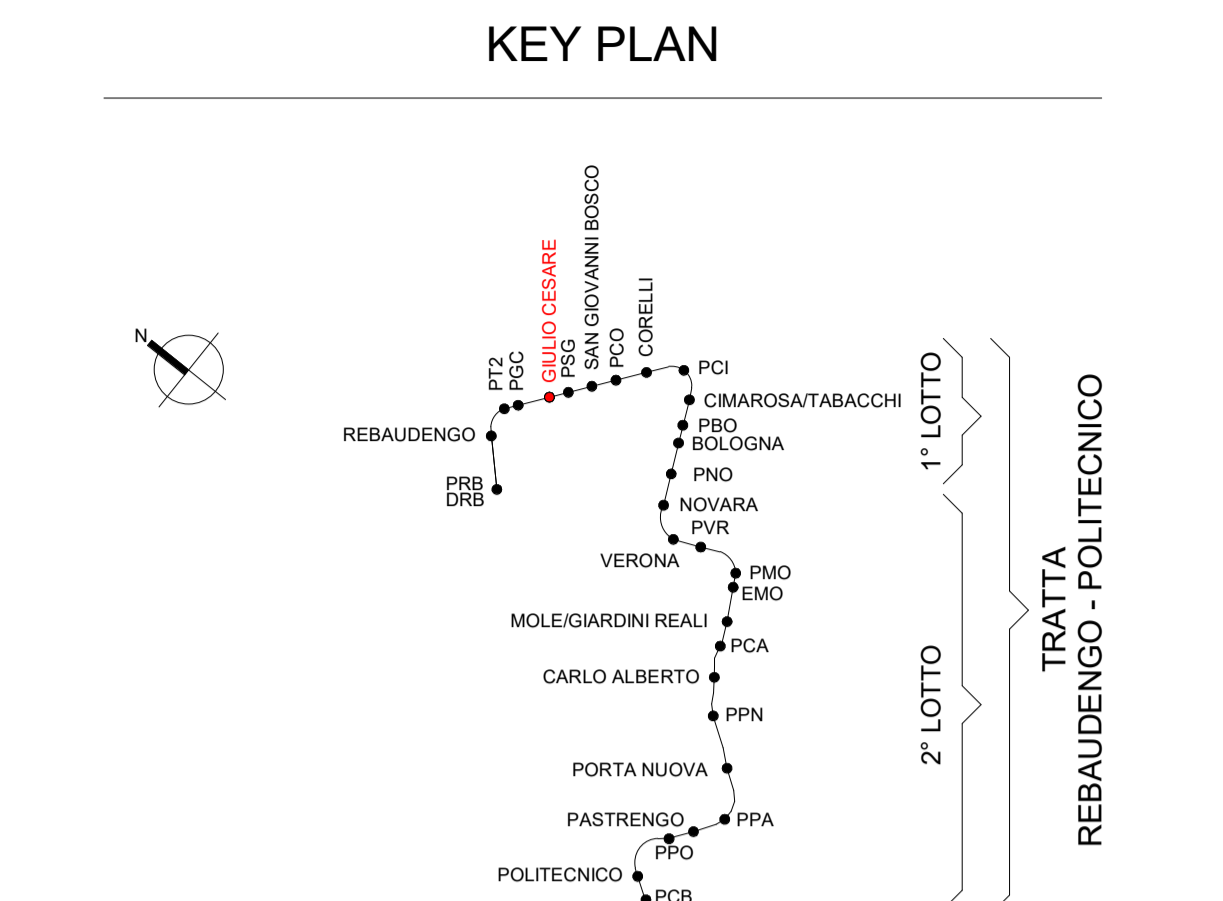 KEY PLAN
N
PT2
PGC
GIULIO CESARE
PSG
SAN GIOVANNI BOSCO
PCO
CORELLI
PCI
CIMAROSA/TABACCHI
REBAUDENGO
PBO
BOLOGNA
PRB
DRB
PNO
NOVARA
PVR
VERONA
PMO
EMO
MOLE/GIARDINI REALI
PCA
CARLO ALBERTO
PPN
PORTA NUOVA
PASTRENGO
PPA
PPO
POLITECNICO
PCB
1° LOTTO
2° LOTTO
TRATTA
REBAUDENGO - POLITECNICO